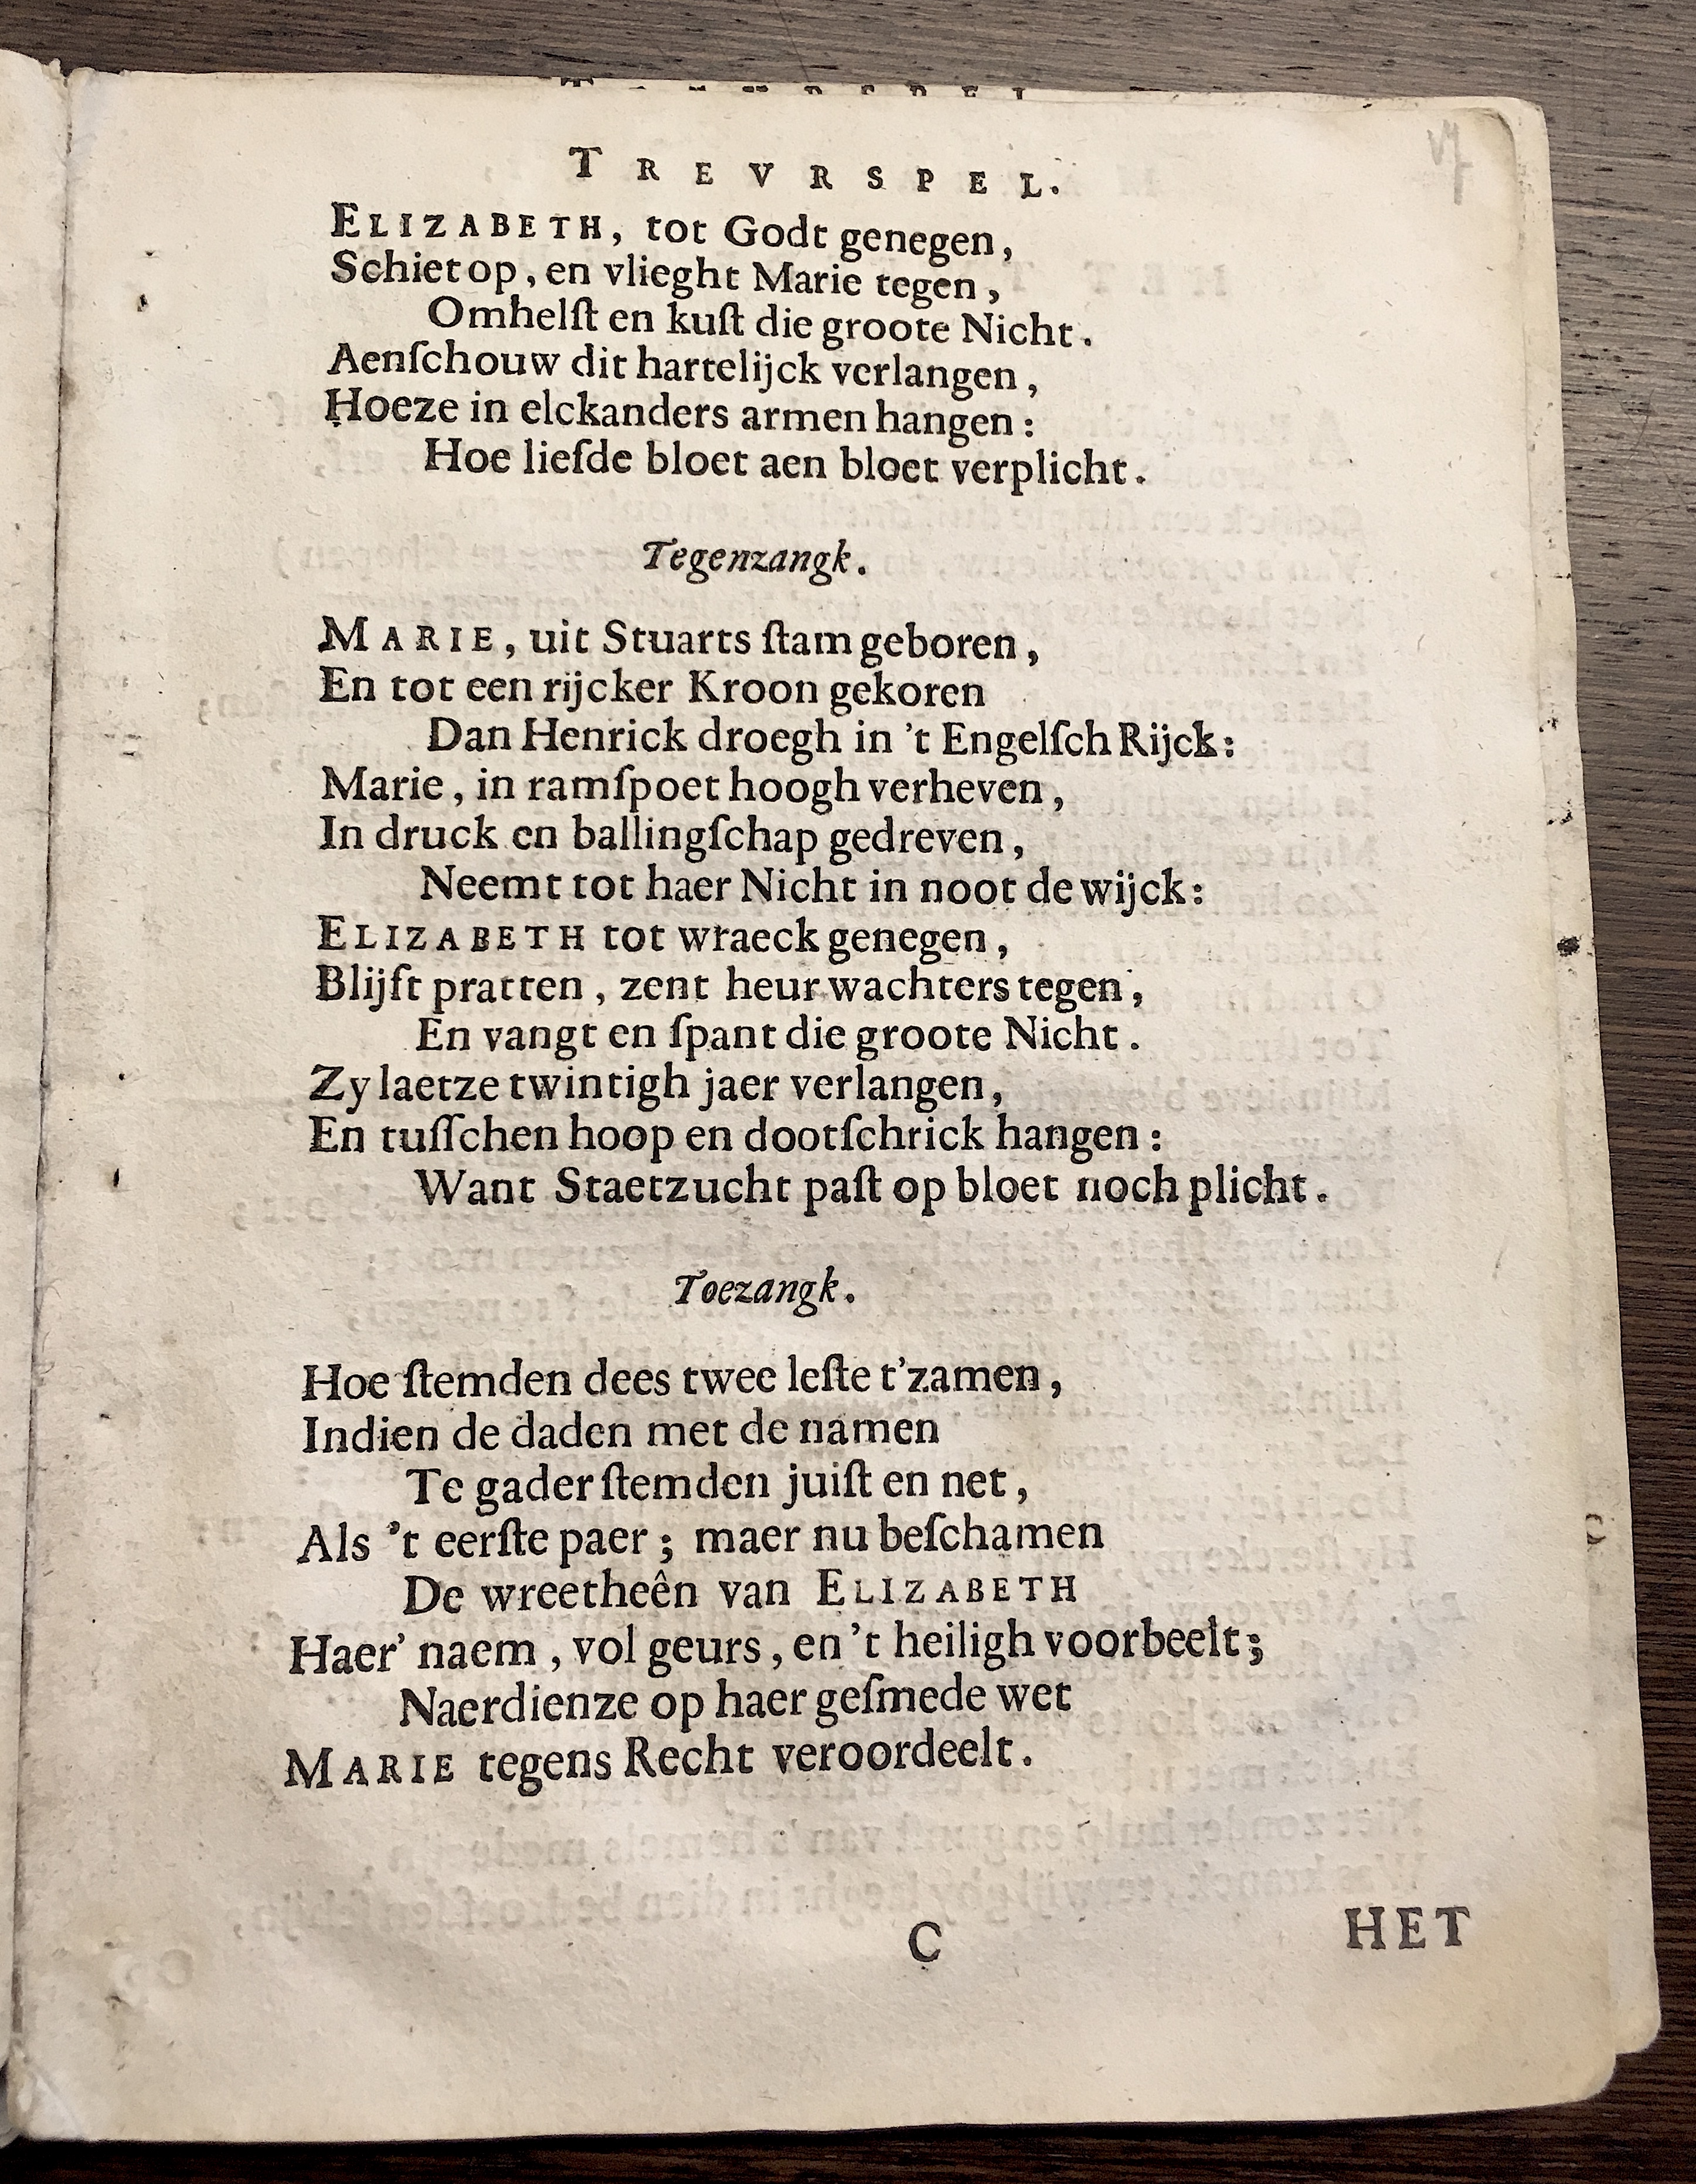 TREVRSPEL.
ELIZABETH, tot Godt genegen,
Schiet op, en vlieght Marie tegen,
Omhelſt en kuſt die groote Nicht.
Aenſchouw dit hartelijck verlangen,
Hoeze in elckanders armen hangen:
Hoe lieſde bloet aen bloet verplicht.
Tegenzangk.
MARIE, uit Stuarts ſtam geboren,
En tot een rijcker Kroon gekoren
Dan Henrick droegh in 't Engelſch Rijck:
Marie, in ramſpoet hoogh verheven,
In druck en ballingſchap gedreven,
Neemt tot haer Nicht in noot de wijck:
ELIZABETH tot wraeck genegen,
Blijft pratten, zent heur wachters tegen,
En vangt en ſpant die groote Nicht.
Zy laetze twintigh jaer verlangen,
En tuſſchen hoop en dootſchrick hangen:
Want Staetzucht paſt op bloet noch plicht.
Toezangk.
Hoe ſtemden dees twee leſte t'zamen,
Indien de daden met de namen
Te gader ſtemden juiſt en net,
Als 't eerſte paer; maer nu beſchamen
De wreetheên van ELIZABETH
Haer' naem, vol geurs, en 't heiligh voorbeelt;
Naerdienze op haer geſmede wet
MARIE tegens Recht veroordeelt.
C
HET